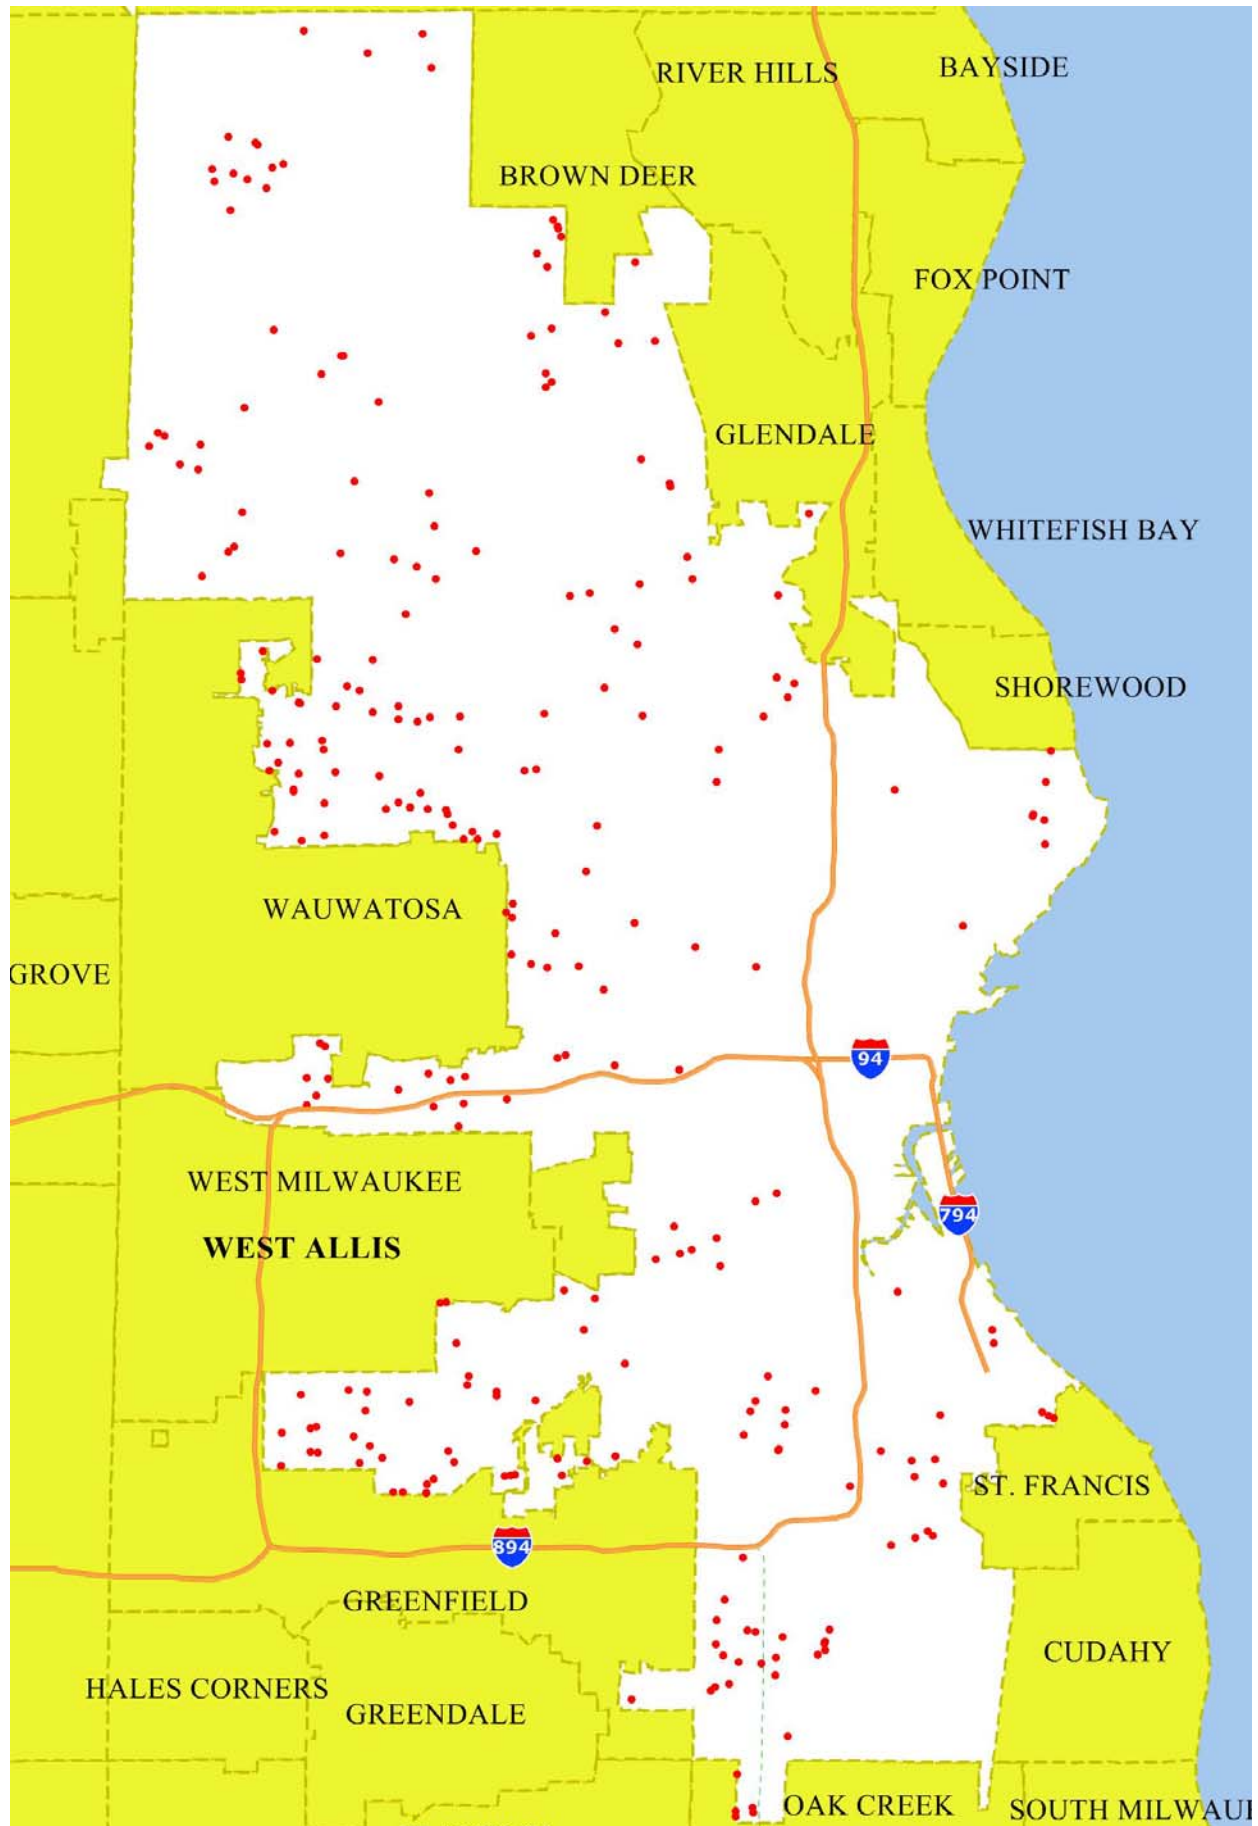 BAYSIDE
RIVER HILLS
BROWN DEER
FOX POINT
GLENDALE
WHITEFISH BAY
SHOREWOOD
WAUWATOSA
GROVE
94
WEST MILWAUKEE
794
WEST ALLIS
ST. FRANCIS
894
GREENFIELD
CUDAHY
HALES CORNERS
GREENDALE
OAK CREEK
SOUTH MILWAU